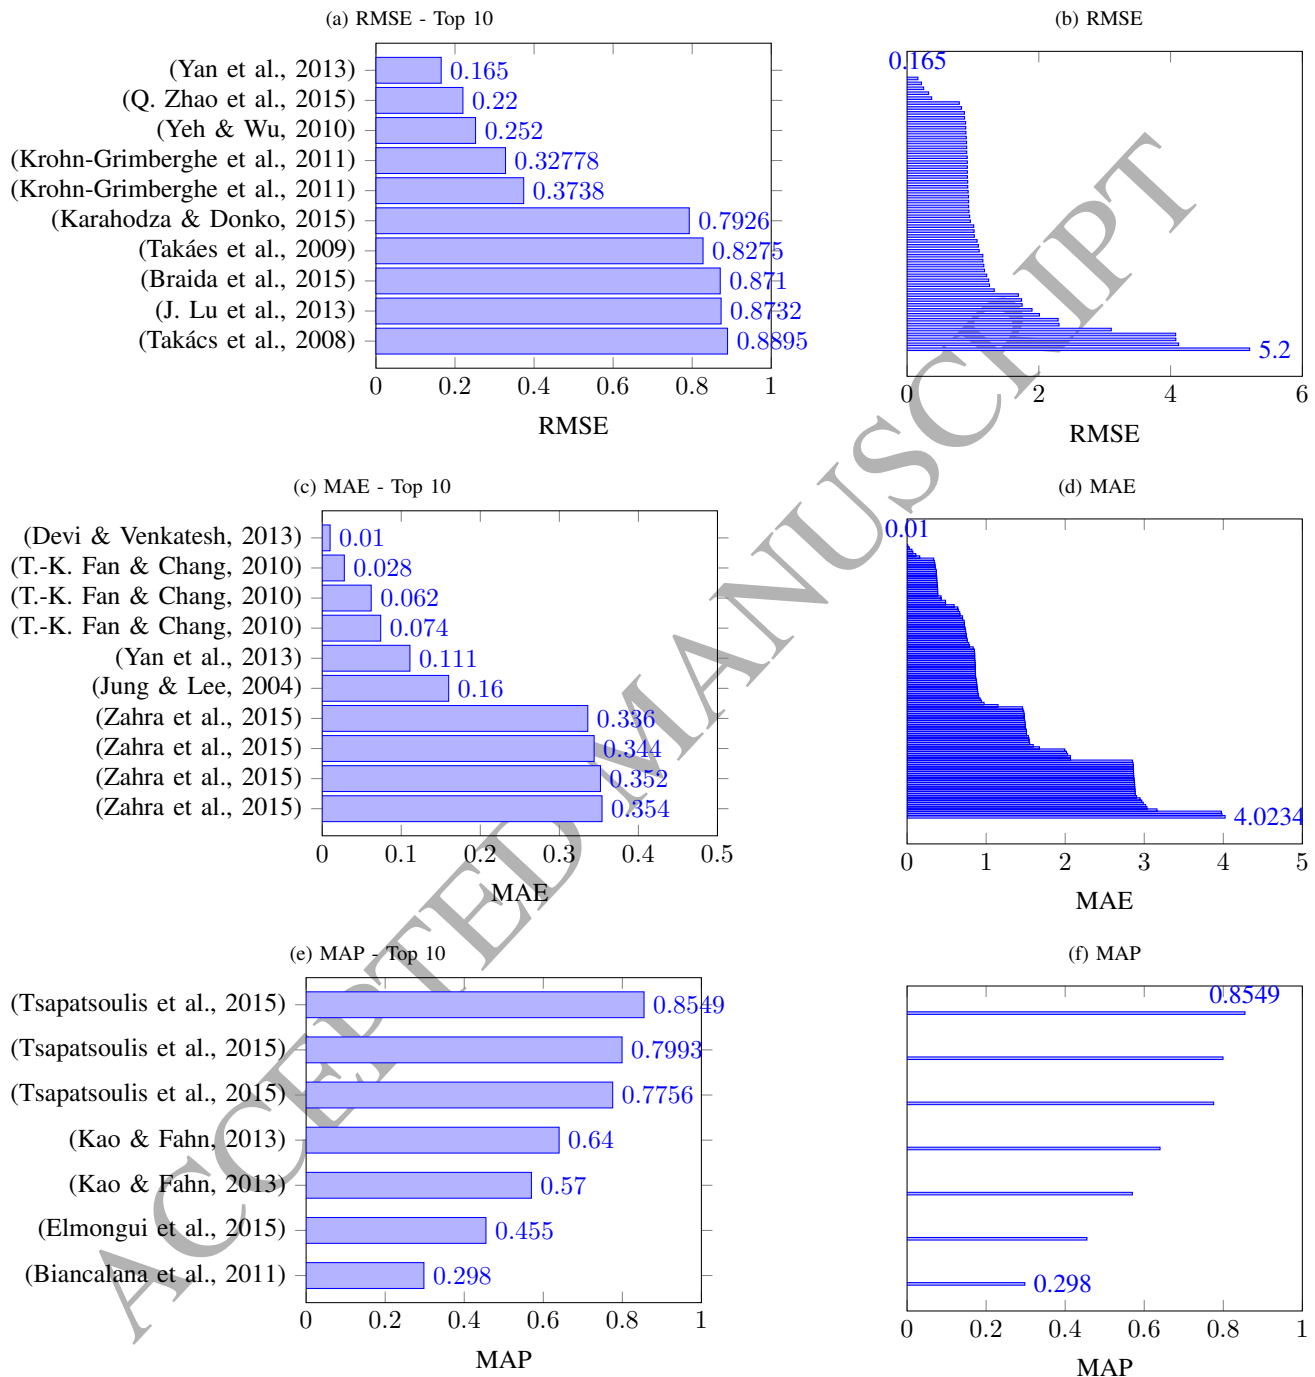 (a) RMSE - Top 10
(Yan et al., 2013) 0.165
(Q. Zhao et al., 2015) 0.22
(Yeh & Wu, 2010) 0.252
(Krohn-Grimberghe et al., 2011) 0.32778
(Krohn-Grimberghe et al., 2011) 0.3738
(Karahodza & Donko, 2015) 0.7926
(Takáes et al., 2009) 0.8275
(Braida et al., 2015) 0.871
(J. Lu et al., 2013) 0.8732
(Takács et al., 2008) 0.8895
0 0.2 0.4 0.6 0.8 1
RMSE
(b) RMSE
0.165
5.2
0 2 4 6
RMSE
(c) MAE - Top 10
(Devi & Venkatesh, 2013) 0.01
(T.-K. Fan & Chang, 2010) 0.028
(T.-K. Fan & Chang, 2010) 0.062
(T.-K. Fan & Chang, 2010) 0.074
(Yan et al., 2013) 0.111
(Jung & Lee, 2004) 0.16
(Zahra et al., 2015) 0.336
(Zahra et al., 2015) 0.344
(Zahra et al., 2015) 0.352
(Zahra et al., 2015) 0.354
0 0.1 0.2 0.3 0.4 0.5
MAE
(d) MAE
0.01
4.0234
0 1 2 3 4 5
MAE
(e) MAP - Top 10
(Tsapatsoulis et al., 2015) 0.8549
(Tsapatsoulis et al., 2015) 0.7993
(Tsapatsoulis et al., 2015) 0.7756
(Kao & Fahn, 2013) 0.64
(Kao & Fahn, 2013) 0.57
(Elmongui et al., 2015) 0.455
(Biancalana et al., 2011) 0.298
0 0.2 0.4 0.6 0.8 1
MAP
(f) MAP
0.8549
0.298
0 0.2 0.4 0.6 0.8 1
MAP
ACCEPTED MANUSCRIPT